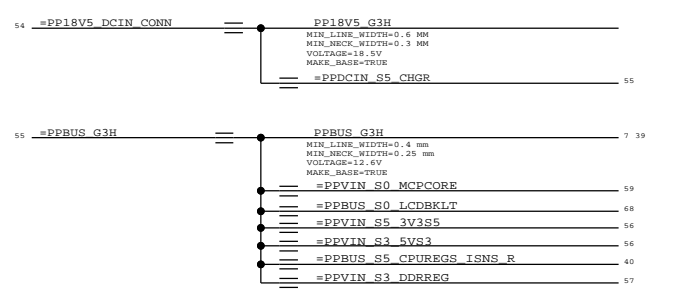 54 =PP18V5_DCIN_CONN PP18V5_G3H
MIN_LINE_WIDTH=0.6 MM
MIN_NECK_WIDTH=0.3 MM
VOLTAGE=18.5V
MAKE_BASE=TRUE
=PPDCIN_S5_CHGR 55
55 =PPBUS_G3H PPBUS_G3H 7 39
MIN_LINE_WIDTH=0.4 mm
MIN_NECK_WIDTH=0.25 mm
VOLTAGE=12.6V
MAKE_BASE=TRUE
=PPVIN_S0_MCPCORE 59
=PPBUS_S0_LCDBKLT 68
=PPVIN_S5_3V3S5 56
=PPVIN_S3_5VS3 56
=PPBUS_S5_CPUREGS_ISNS_R 40
=PPVIN_S3_DDRREG 57